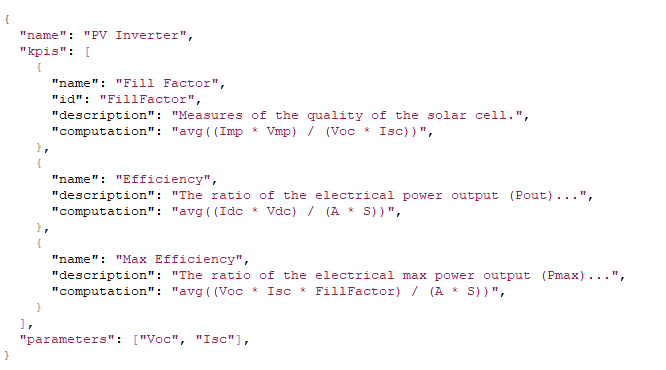 {
  "name": "PV Inverter",
  "kpis": [
    {
      "name": "Fill Factor",
      "id": "FillFactor",
      "description": "Measures of the quality of the solar cell.",
      "computation": "avg((Imp * Vmp) / (Voc * Isc))",
    },
    {
      "name": "Efficiency",
      "description": "The ratio of the electrical power output (Pout)...",
      "computation": "avg((Idc * Vdc) / (A * S))",
    },
    {
      "name": "Max Efficiency",
      "description": "The ratio of the electrical max power output (Pmax)...",
      "computation": "avg((Voc * Isc * FillFactor) / (A * S))",
    }
  ],
  "parameters": ["Voc", "Isc"],
}